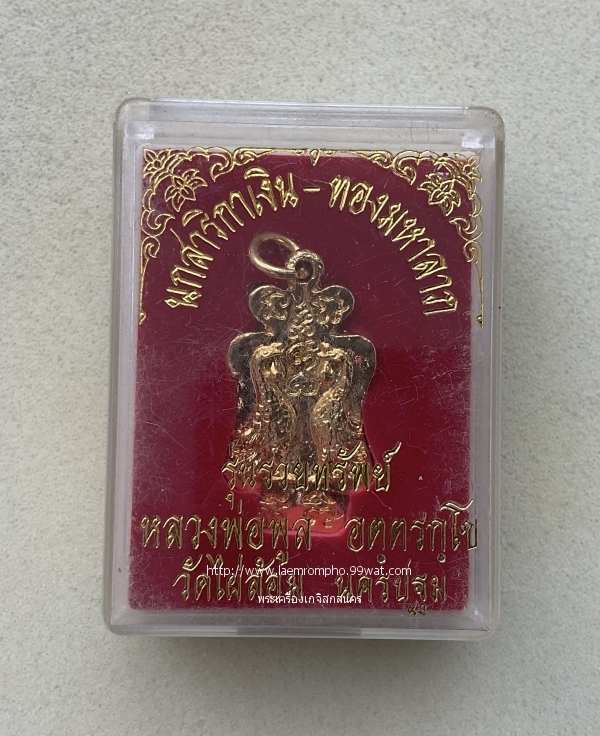 นกสาริกาเงิน - ทองมหาลาภ
รุ่นรวยทรัพย์
หลวงพ่อพูล อตฺตรกฺโข
วัดไผ่ล้อม นครปฐม
http://www.laemrompho.99wat.com
พระเครื่องเกจิสกลนคร